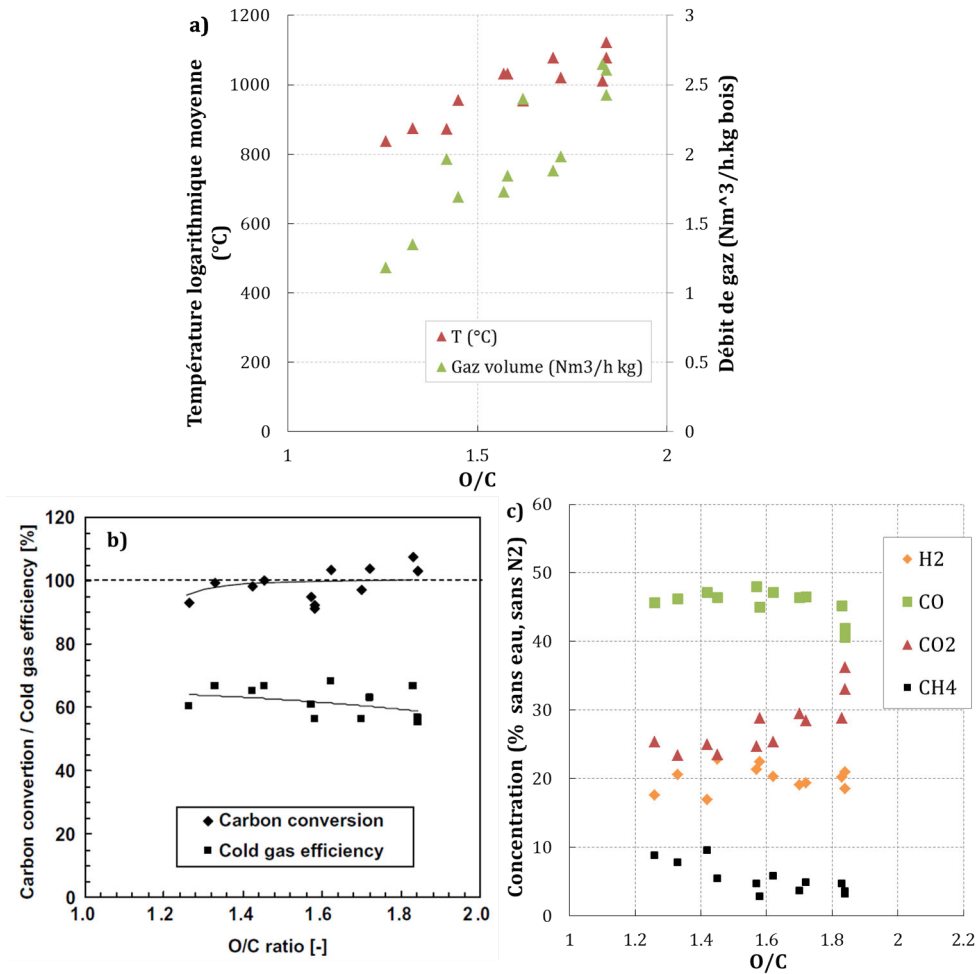 a)
1200
1000
800
600
400
200
0
Température logarithmique moyenne
(°C)
3
2.5
2
1.5
1
0.5
0
Débit de gaz (Nm^3/h.kg bois)
T (°C)
Gaz volume (Nm3/h kg)
1
1.5
2
O/C
b)
120
100
80
60
40
20
0
Carbon convertion / Cold gas efficiency [%]
Carbon conversion
Cold gas efficiency
1.0
1.2
1.4
1.6
1.8
2.0
O/C ratio [-]
c)
60
50
40
30
20
10
0
Concentration (% sans eau, sans N2)
H2
CO
CO2
CH4
1
1.2
1.4
1.6
1.8
2
2.2
O/C